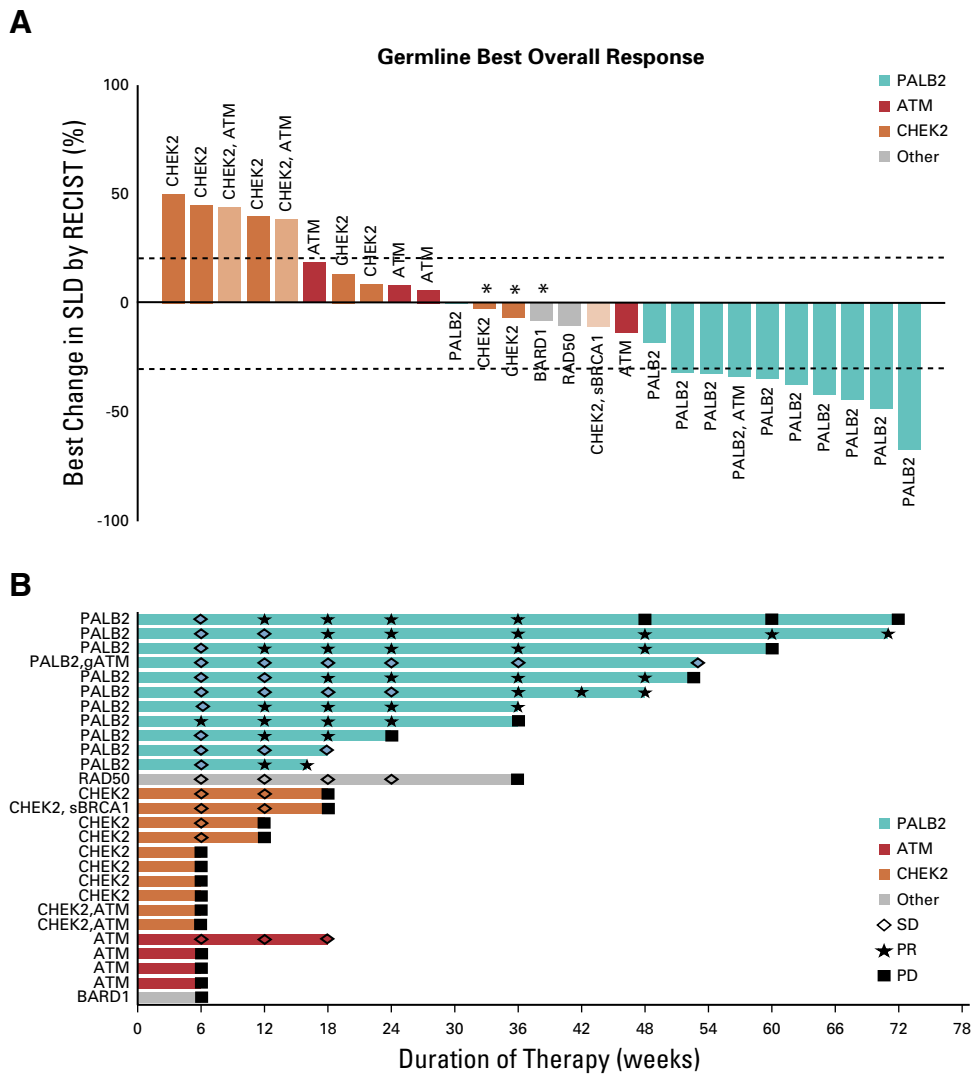 A
Germline Best Overall Response
PALB2
ATM
CHEK2
Other
Best Change in SLD by RECIST (%)
100
50
0
-50
-100
CHEK2
CHEK2
CHEK2, ATM
CHEK2
CHEK2, ATM
ATM
CHEK2
CHEK2
ATM
ATM
PALB2
* CHEK2
* CHEK2
* BARD1
RAD50
CHEK2, sBRCA1
ATM
PALB2
PALB2
PALB2
PALB2, ATM
PALB2
PALB2
PALB2
PALB2
PALB2
PALB2
B
PALB2
PALB2
PALB2
PALB2,gATM
PALB2
PALB2
PALB2
PALB2
PALB2
PALB2
PALB2
RAD50
CHEK2
CHEK2, sBRCA1
CHEK2
CHEK2
CHEK2
CHEK2
CHEK2
CHEK2
CHEK2,ATM
CHEK2,ATM
ATM
ATM
ATM
ATM
BARD1
PALB2
ATM
CHEK2
Other
SD
PR
PD
0 6 12 18 24 30 36 42 48 54 60 66 72 78
Duration of Therapy (weeks)